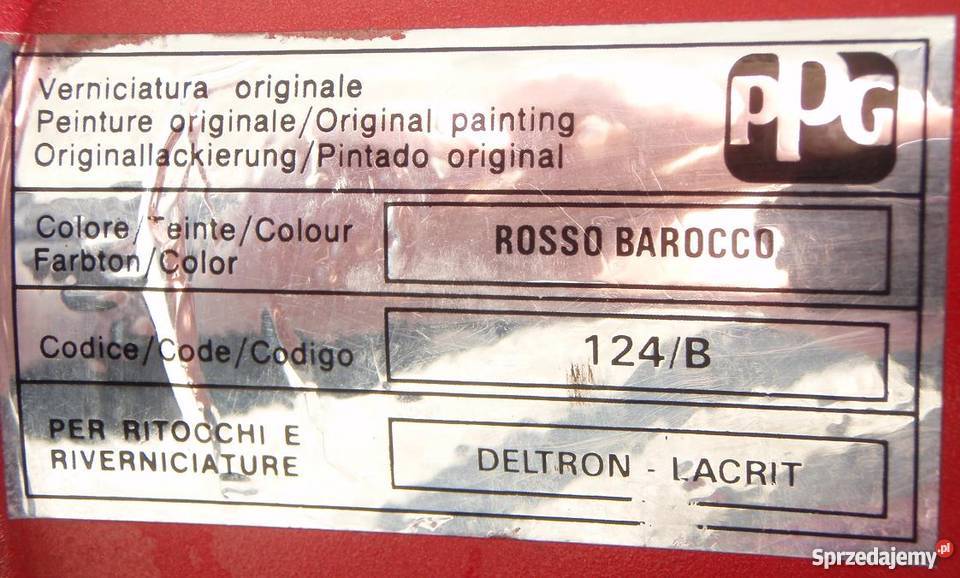 Verniciatura originale
Peinture originale/Original painting
Originallackierung/Pintado original
PPG
Colore/Teinte/Colour
Farbton/Color
ROSSO BAROCCO
Codice/Code/Codigo
124/B
PER RITOCCHI E
RIVERNICIATURE
DELTRON - LACRIT
Sprzedajemy.pl